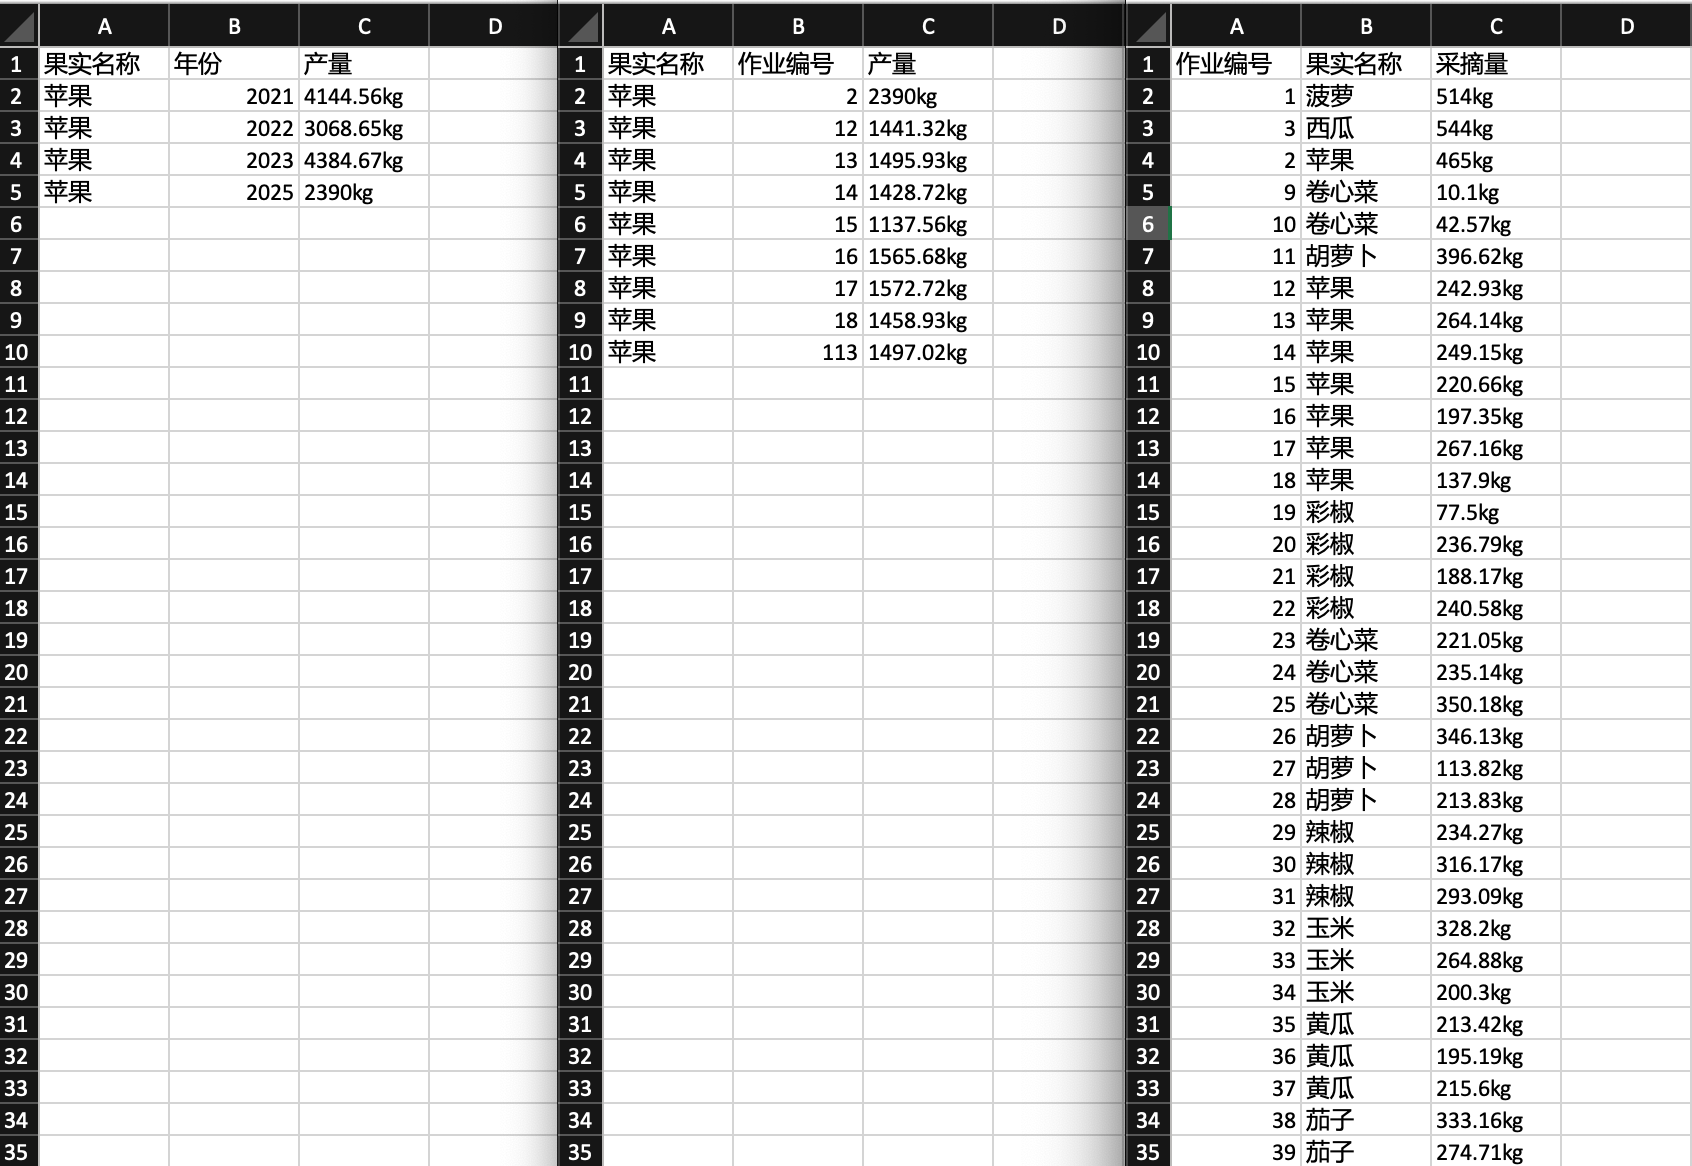 A B C D
1 果实名称 年份 产量
2 苹果 2021 4144.56kg
3 苹果 2022 3068.65kg
4 苹果 2023 4384.67kg
5 苹果 2025 2390kg
6
7
8
9
10
11
12
13
14
15
16
17
18
19
20
21
22
23
24
25
26
27
28
29
30
31
32
33
34
35
A B C D
1 果实名称 作业编号 产量
2 苹果 2 2390kg
3 苹果 12 1441.32kg
4 苹果 13 1495.93kg
5 苹果 14 1428.72kg
6 苹果 15 1137.56kg
7 苹果 16 1565.68kg
8 苹果 17 1572.72kg
9 苹果 18 1458.93kg
10 苹果 113 1497.02kg
11
12
13
14
15
16
17
18
19
20
21
22
23
24
25
26
27
28
29
30
31
32
33
34
35
A B C D
1 作业编号 果实名称 采摘量
2 1 菠萝 514kg
3 3 西瓜 544kg
4 2 苹果 465kg
5 9 卷心菜 10.1kg
6 10 卷心菜 42.57kg
7 11 胡萝卜 396.62kg
8 12 苹果 242.93kg
9 13 苹果 264.14kg
10 14 苹果 249.15kg
11 15 苹果 220.66kg
12 16 苹果 197.35kg
13 17 苹果 267.16kg
14 18 苹果 137.9kg
15 19 彩椒 77.5kg
16 20 彩椒 236.79kg
17 21 彩椒 188.17kg
18 22 彩椒 240.58kg
19 23 卷心菜 221.05kg
20 24 卷心菜 235.14kg
21 25 卷心菜 350.18kg
22 26 胡萝卜 346.13kg
23 27 胡萝卜 113.82kg
24 28 胡萝卜 213.83kg
25 29 辣椒 234.27kg
26 30 辣椒 316.17kg
27 31 辣椒 293.09kg
28 32 玉米 328.2kg
29 33 玉米 264.88kg
30 34 玉米 200.3kg
31 35 黄瓜 213.42kg
32 36 黄瓜 195.19kg
33 37 黄瓜 215.6kg
34 38 茄子 333.16kg
35 39 茄子 274.71kg